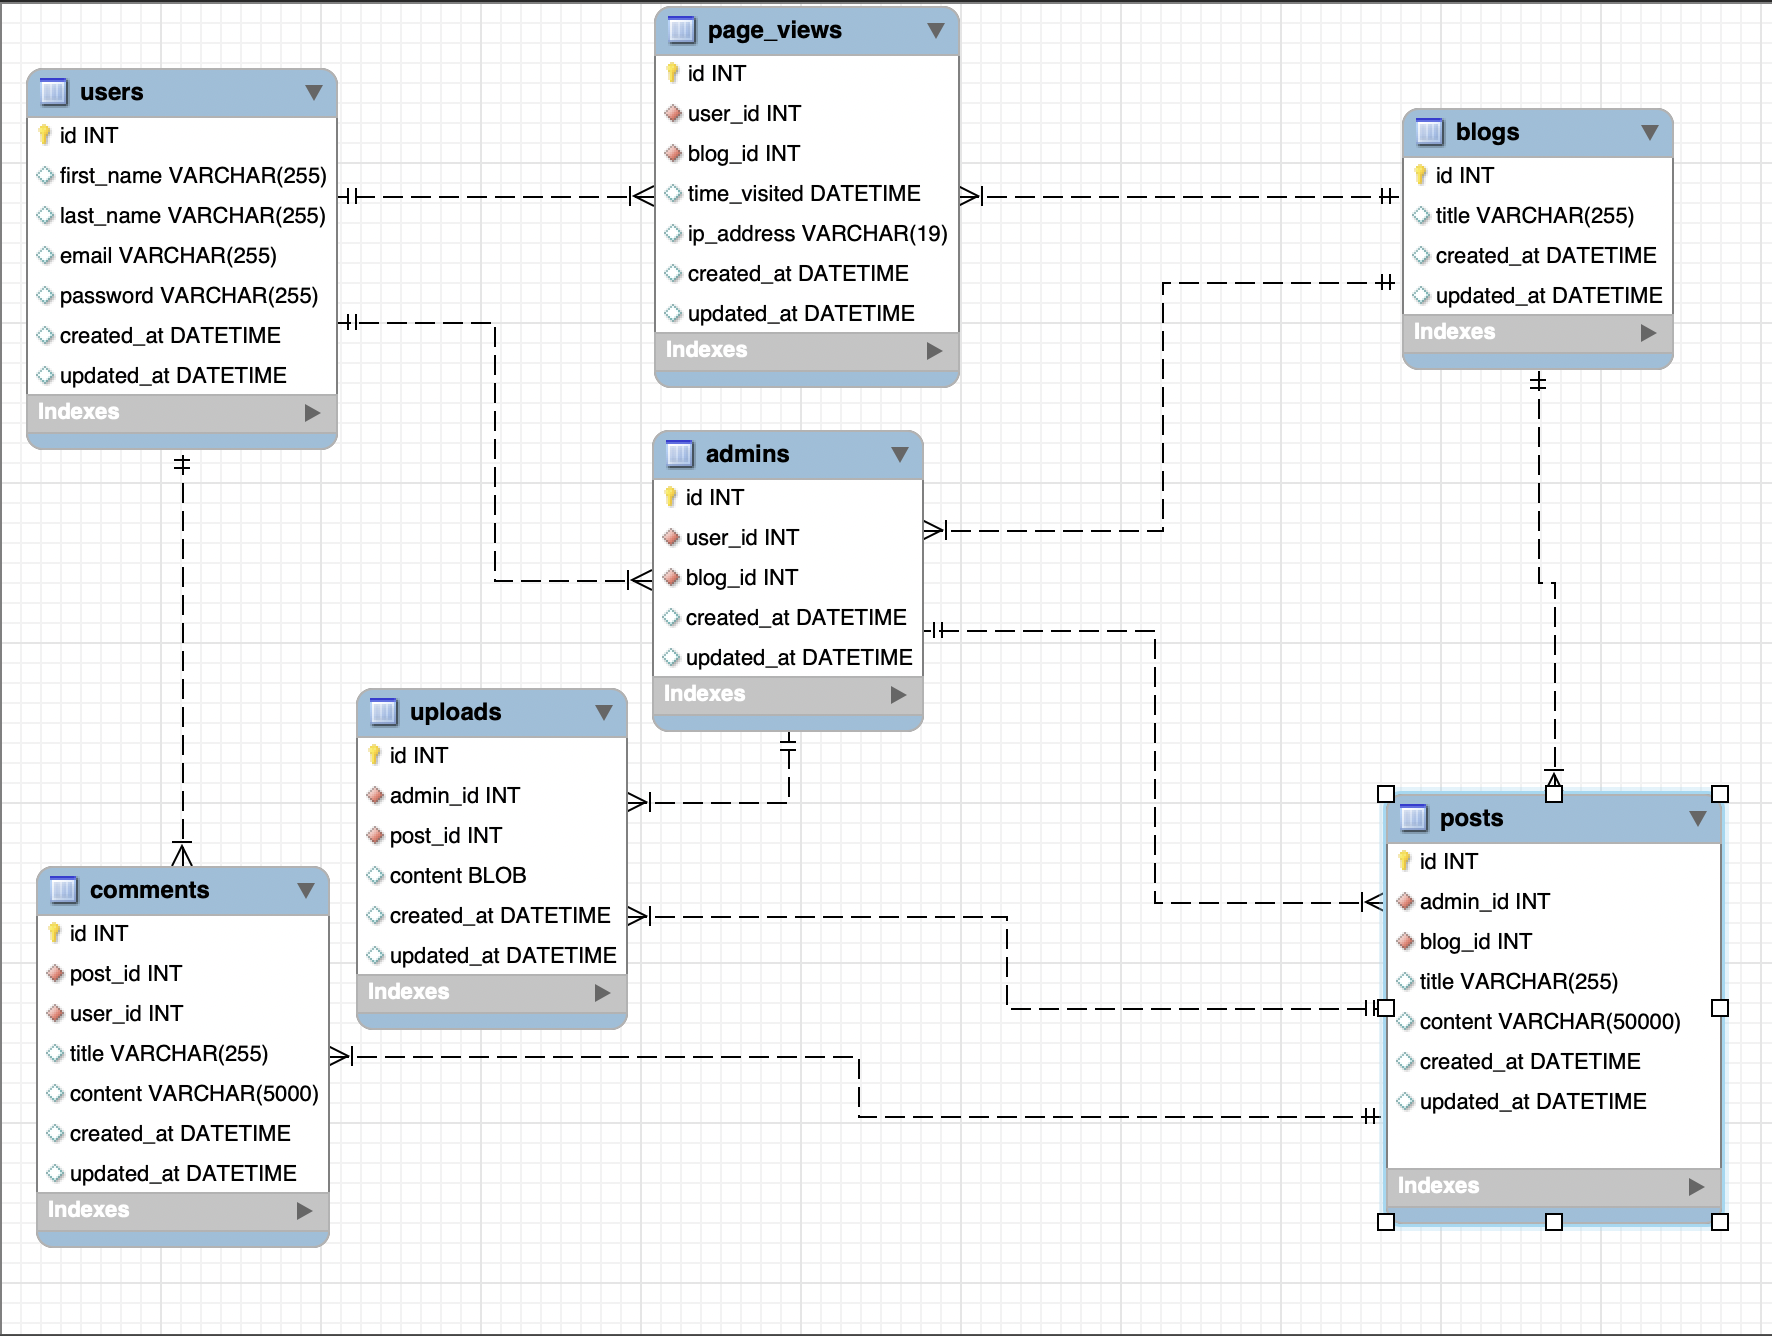 page_views
id INT
user_id INT
blog_id INT
time_visited DATETIME
ip_address VARCHAR(19)
created_at DATETIME
updated_at DATETIME
Indexes
users
id INT
first_name VARCHAR(255)
last_name VARCHAR(255)
email VARCHAR(255)
password VARCHAR(255)
created_at DATETIME
updated_at DATETIME
Indexes
blogs
id INT
title VARCHAR(255)
created_at DATETIME
updated_at DATETIME
Indexes
admins
id INT
user_id INT
blog_id INT
created_at DATETIME
updated_at DATETIME
Indexes
uploads
id INT
admin_id INT
post_id INT
content BLOB
created_at DATETIME
updated_at DATETIME
Indexes
posts
id INT
admin_id INT
blog_id INT
title VARCHAR(255)
content VARCHAR(50000)
created_at DATETIME
updated_at DATETIME
Indexes
comments
id INT
post_id INT
user_id INT
title VARCHAR(255)
content VARCHAR(5000)
created_at DATETIME
updated_at DATETIME
Indexes